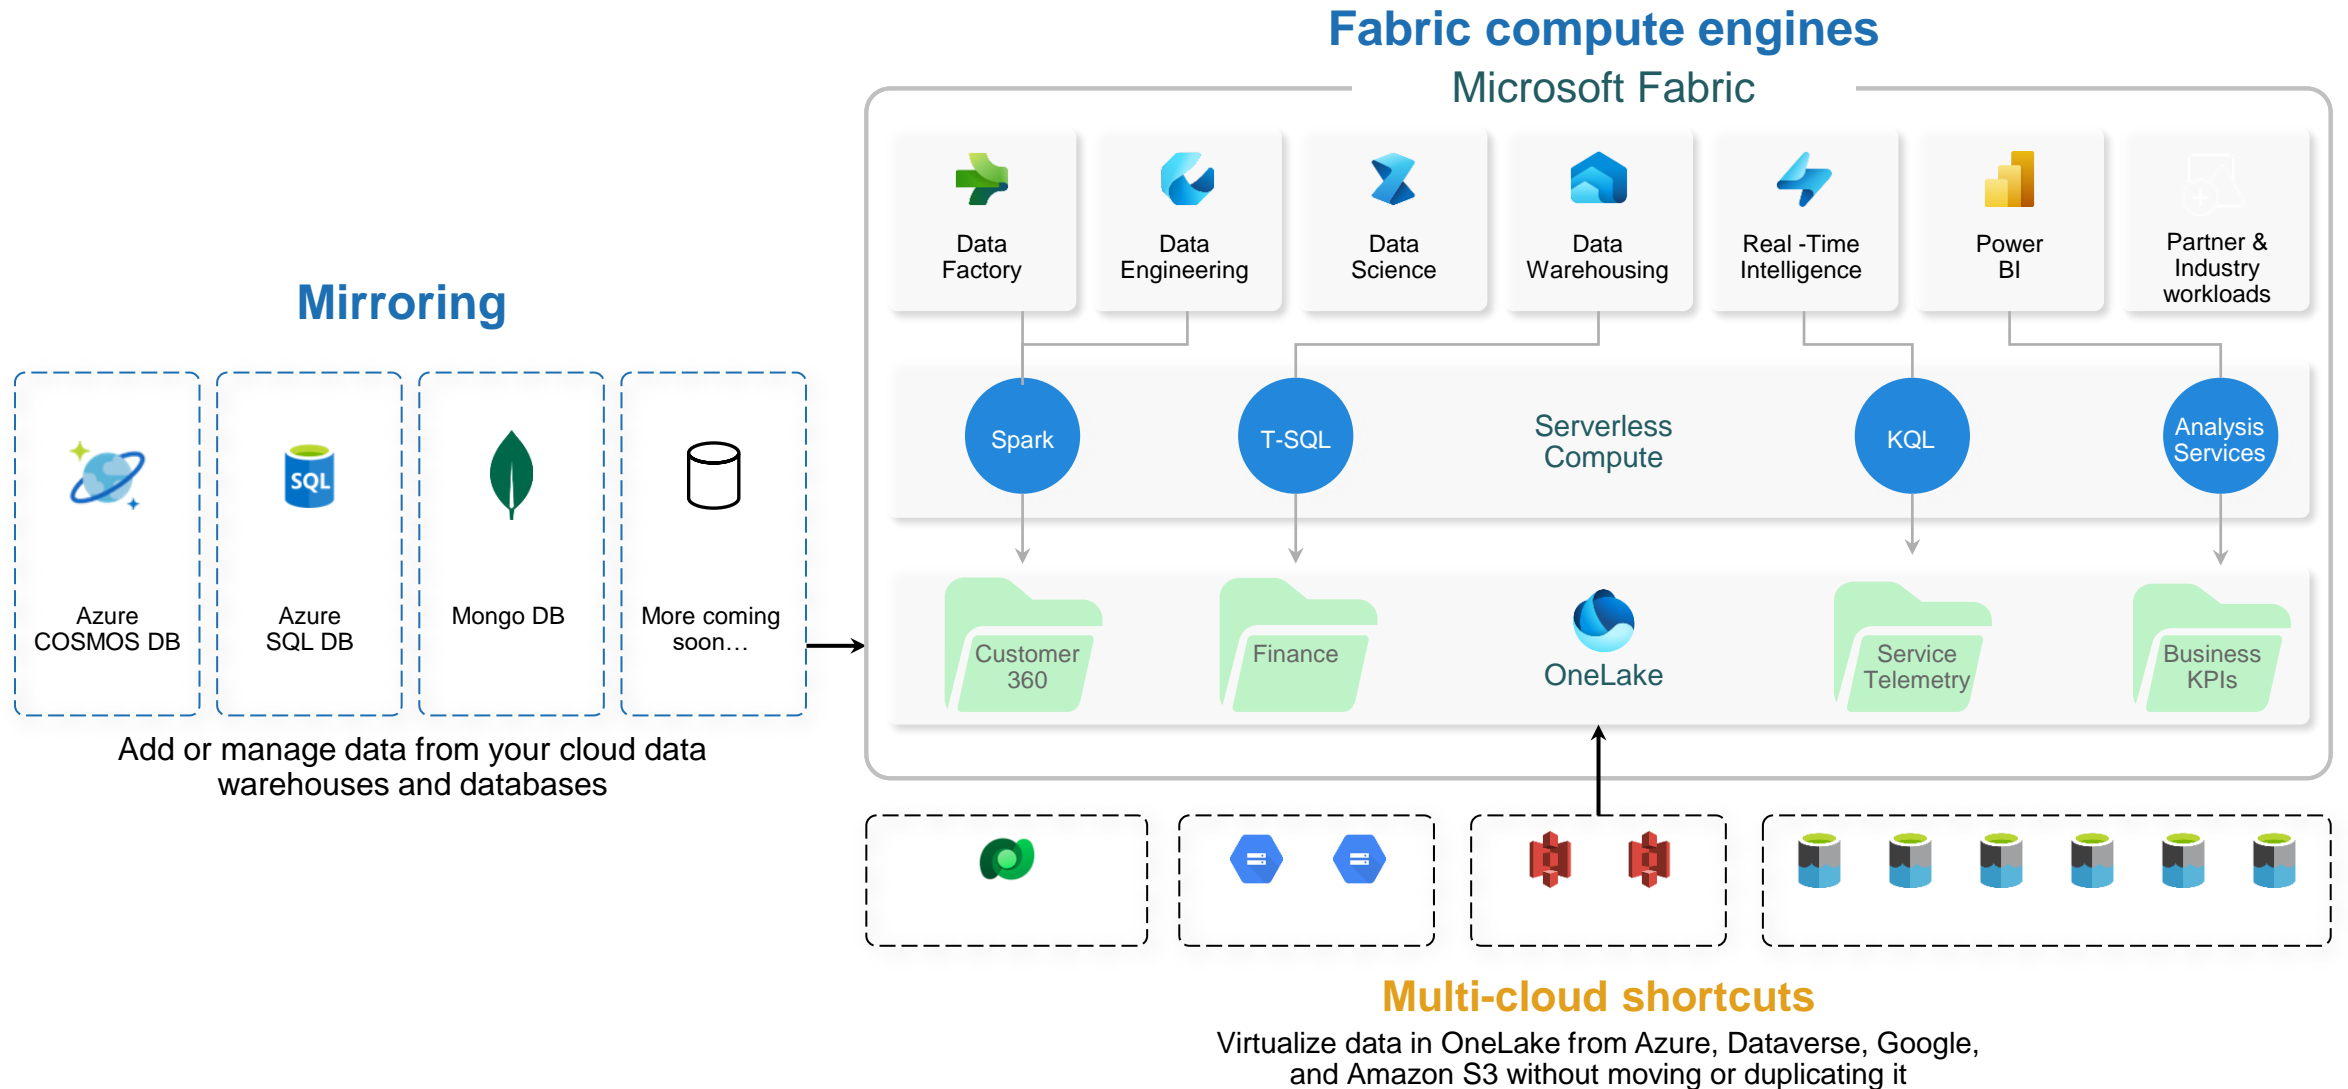 Fabric compute engines
Microsoft Fabric
Data
Factory
Data
Engineering
Data
Science
Data
Warehousing
Real -Time
Intelligence
Power
BI
Partner &
Industry
workloads
Mirroring
Spark
T-SQL
Serverless
Compute
KQL
Analysis
Services
SQL
Azure
COSMOS DB
Azure
SQL DB
Mongo DB
More coming
soon...
Customer
360
Finance
OneLake
Service
Telemetry
Business
KPIs
Add or manage data from your cloud data
warehouses and databases
Multi-cloud shortcuts
Virtualize data in OneLake from Azure, Dataverse, Google,
and Amazon S3 without moving or duplicating it